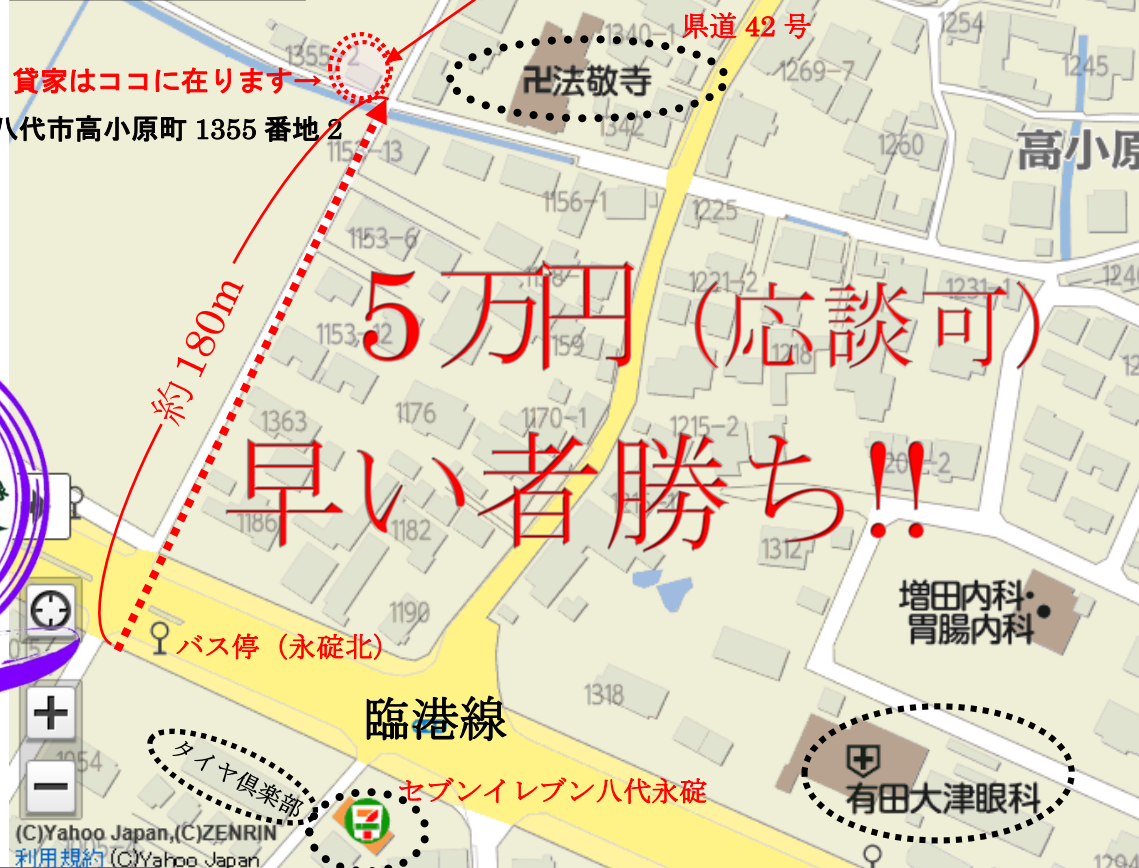 県道 42 号
1340-1
1254
1355-2
1269-7
1245
貸家はココに在ります→
卍法敬寺
八代市高小原町 1355 番地 2
1342
1260
高小原
1153-13
1156-1
1225
1153-6
1221-2
1231-1
1246
５万円（応談可）
1153-12
1218
約 180m
1363
1176
1170-1
1215-2
早い者勝ち!!
1186
1182
1312
増田内科・
胃腸内科
1190
バス停（永碇北）
1318
臨港線
タイヤ倶楽部
セブンイレブン八代永碇
有田大津眼科
(C)Yahoo Japan,(C)ZENRIN
利用規約 (C)Yahoo Japan
1294